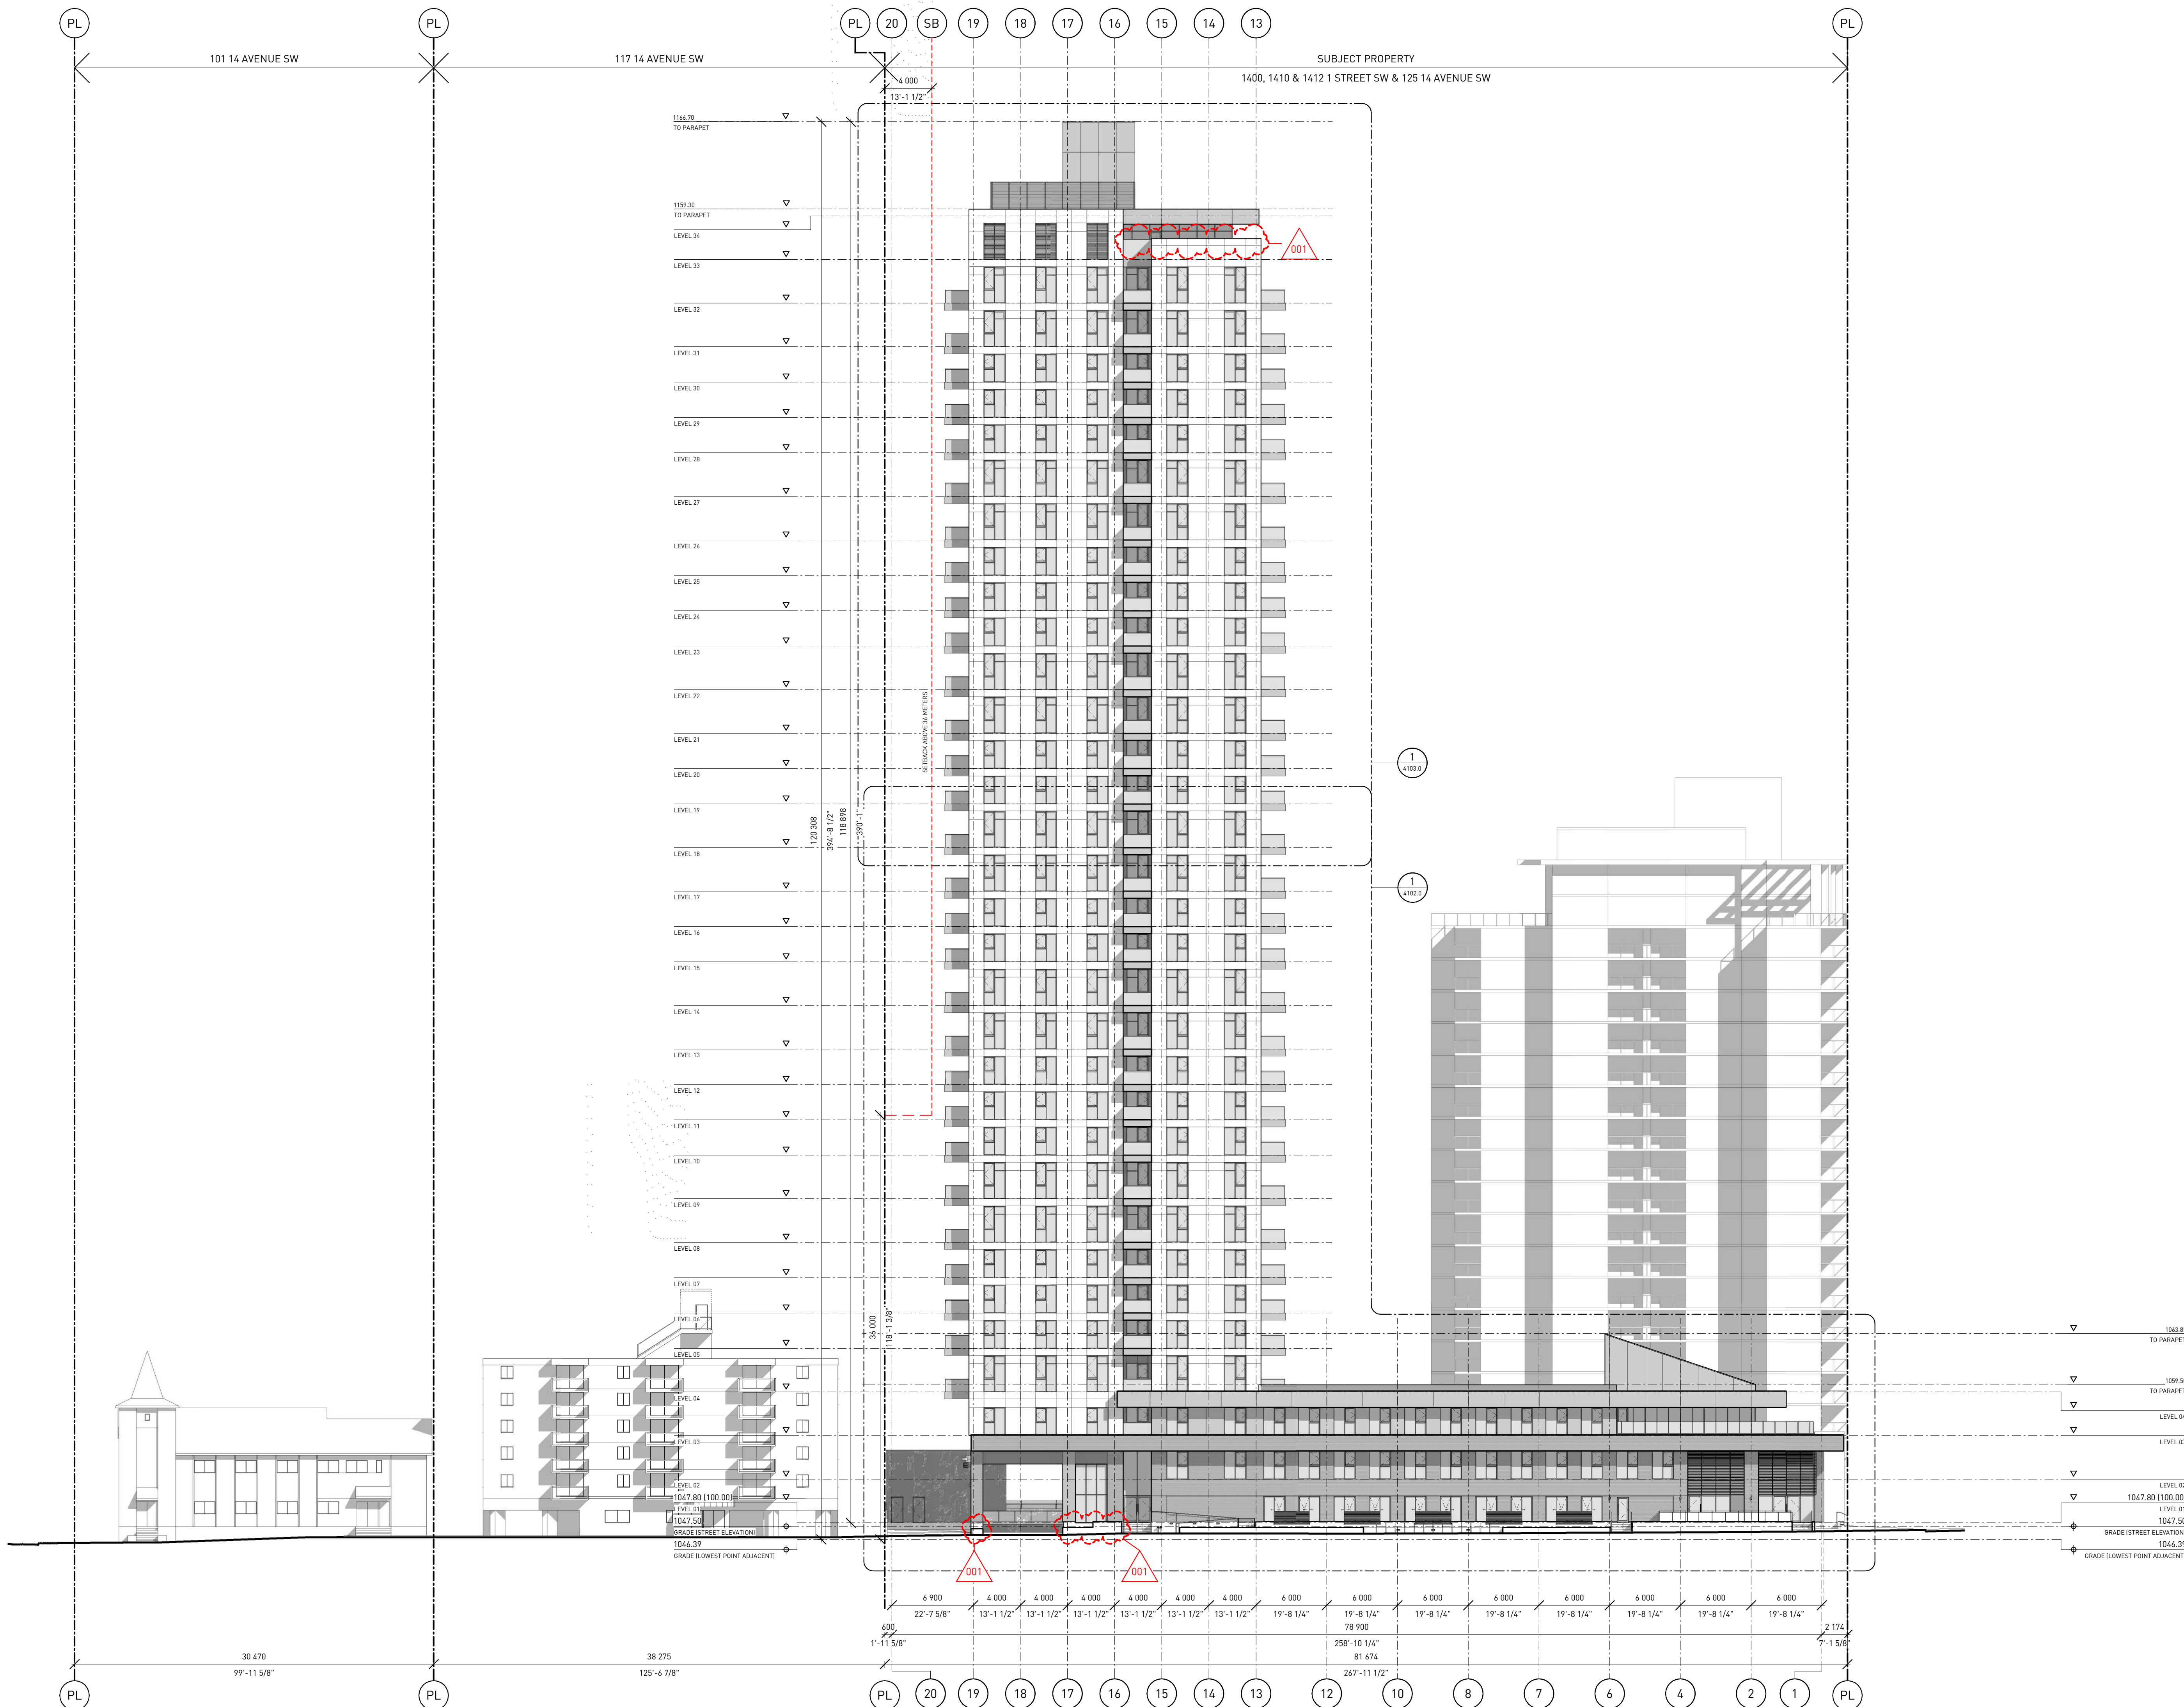 PL
PL
PL
20
SB
19
18
17
16
15
14
13
PL
101 14 AVENUE SW
117 14 AVENUE SW
SUBJECT PROPERTY
1400, 1410 & 1412 1 STREET SW & 125 14 AVENUE SW
4 000
13'-1 1/2"
1166.70
TO PARAPET
1159.30
TO PARAPET
LEVEL 34
001
LEVEL 33
LEVEL 32
LEVEL 31
LEVEL 30
LEVEL 29
LEVEL 28
LEVEL 27
LEVEL 26
LEVEL 25
LEVEL 24
LEVEL 23
LEVEL 22
SETBACK ABOVE 36 METERS
LEVEL 21
1
4103.0
LEVEL 20
LEVEL 19
120 308
394'-8 1/2"
118 898
390'-1"
LEVEL 18
1
4102.0
LEVEL 17
LEVEL 16
LEVEL 15
LEVEL 14
LEVEL 13
LEVEL 12
LEVEL 11
LEVEL 10
LEVEL 09
LEVEL 08
LEVEL 07
LEVEL 06
36 000
118'-1 3/8"
LEVEL 05
LEVEL 04
LEVEL 03
LEVEL 02
1047.80 (100.00)
LEVEL 01
1047.50
GRADE (STREET ELEVATION)
1046.39
GRADE (LOWEST POINT ADJACENT)
1063.8
TO PARAPET
1059.50
TO PARAPET
LEVEL 04
LEVEL 03
LEVEL 02
1047.80 (100.00)
LEVEL 01
1047.50
GRADE (STREET ELEVATION)
1046.39
GRADE (LOWEST POINT ADJACENT)
001
001
6 900
4 000
4 000
4 000
4 000
4 000
4 000
6 000
6 000
6 000
6 000
6 000
6 000
6 000
6 000
22'-7 5/8"
13'-1 1/2"
13'-1 1/2"
13'-1 1/2"
13'-1 1/2"
13'-1 1/2"
13'-1 1/2"
19'-8 1/4"
19'-8 1/4"
19'-8 1/4"
19'-8 1/4"
19'-8 1/4"
19'-8 1/4"
19'-8 1/4"
19'-8 1/4"
600
78 900
2 174
1'-11 5/8"
258'-10 1/4"
7'-1 5/8"
30 470
38 275
81 674
99'-11 5/8"
125'-6 7/8"
267'-11 1/2"
PL
PL
PL
20
19
18
17
16
15
14
13
12
10
8
7
6
4
2
1
PL